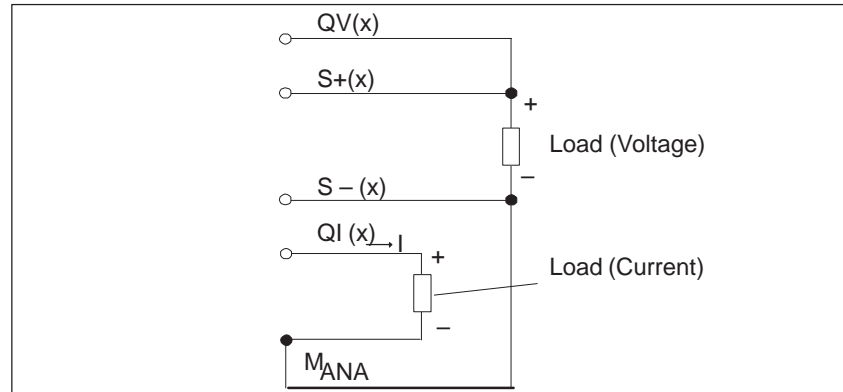 QV(x)
S+(x)
+
Load (Voltage)
–
S – (x)
QI (x) I
+
Load (Current)
–
MANA